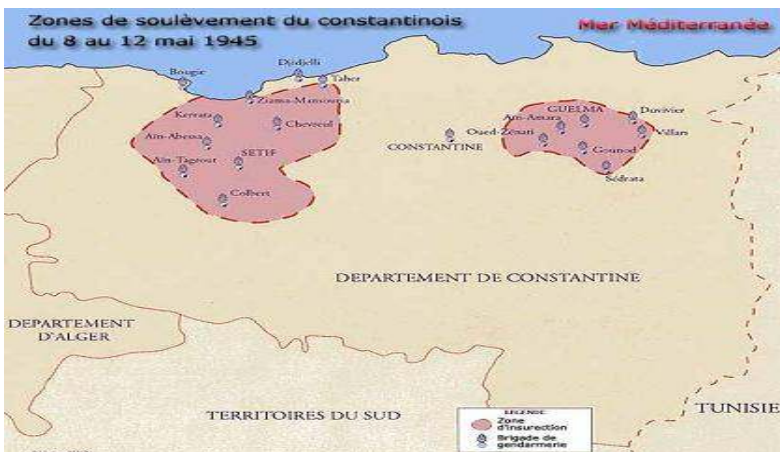 Zones de soulèvement du constantinois
du 8 au 12 mai 1945
Mer Méditerranée
Bougie
Djidjelli
Taher
Ziama-Mansouria
Kerrata
Chevreul
Aïn-Abessa
SETIF
Aïn-Tagrout
Colbert
CONSTANTINE
GUELMA
Duvivier
Aïn-Amara
Oued-Zénati
Villars
Gounod
Sédrata
DEPARTEMENT DE CONSTANTINE
DEPARTEMENT
D'ALGER
TERRITOIRES DU SUD
TUNISIE
LEGENDE
Zone
d'insurection
Brigade de
gendarmerie